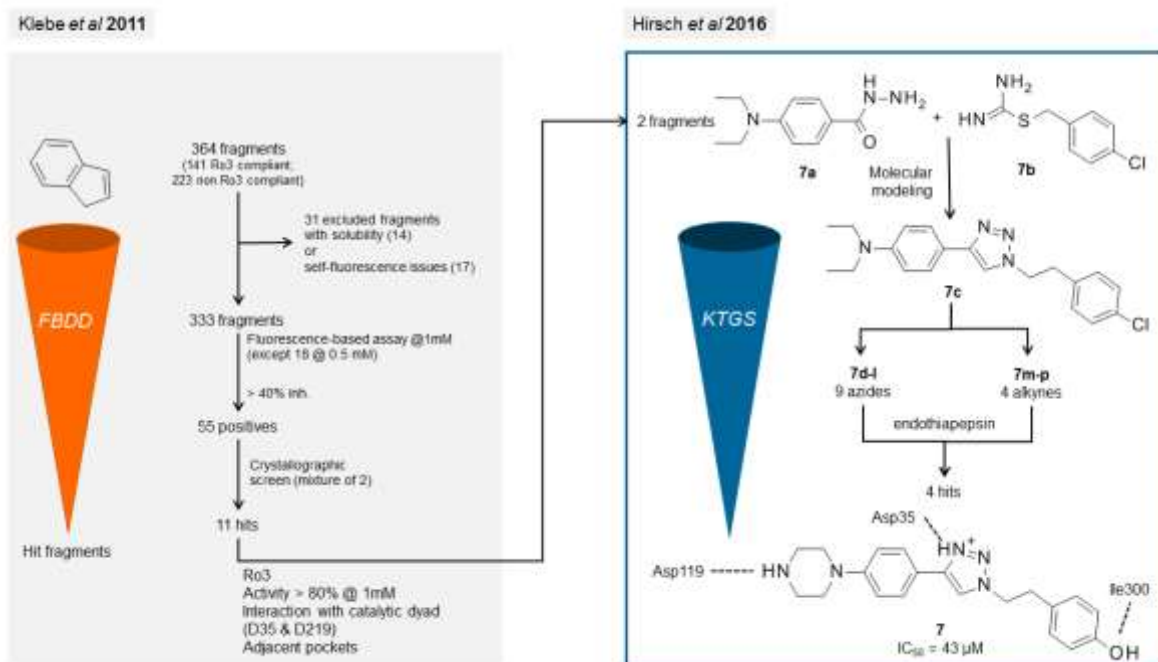 Klebe et al 2011
364 fragments
(141 Ro3 compliant;
223 non Ro3 compliant)
31 excluded fragments
with solubility (14)
or
self-fluorescence issues (17)
FBDD
333 fragments
Fluorescence-based assay @1mM
(except 18 @ 0.5 mM)
> 40% inh.
55 positives
Crystallographic
screen (mixture of 2)
11 hits
Hit fragments
Ro3
Activity > 80% @ 1mM
Interaction with catalytic dyad
(D35 & D219)
Adjacent pockets
Hirsch et al 2016
2 fragments
N
H
N
NH2
O
7a
+
NH2
HN
S
Cl
7b
Molecular
modeling
N
N=N
N
Cl
7c
KTGS
7d-l
9 azides
7m-p
4 alkynes
endothiapepsin
4 hits
Asp35
Asp119
HN
N
HN+
N
N
Ile300
OH
7
IC50 = 43 µM